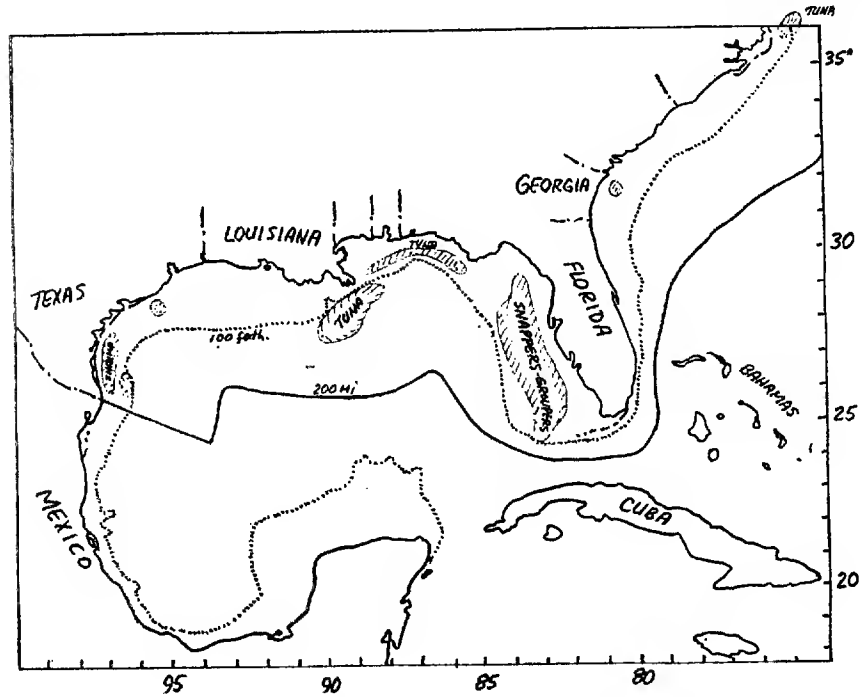 TUNA
35°
GEORGIA
LOUISIANA
30
TUNA
TEXAS
FLORIDA
TUNA
SNAPPERS-GROUPERS
100 fath.
200 Mi
BAHAMAS
25
MEXICO
CUBA
20
95
90
85
80